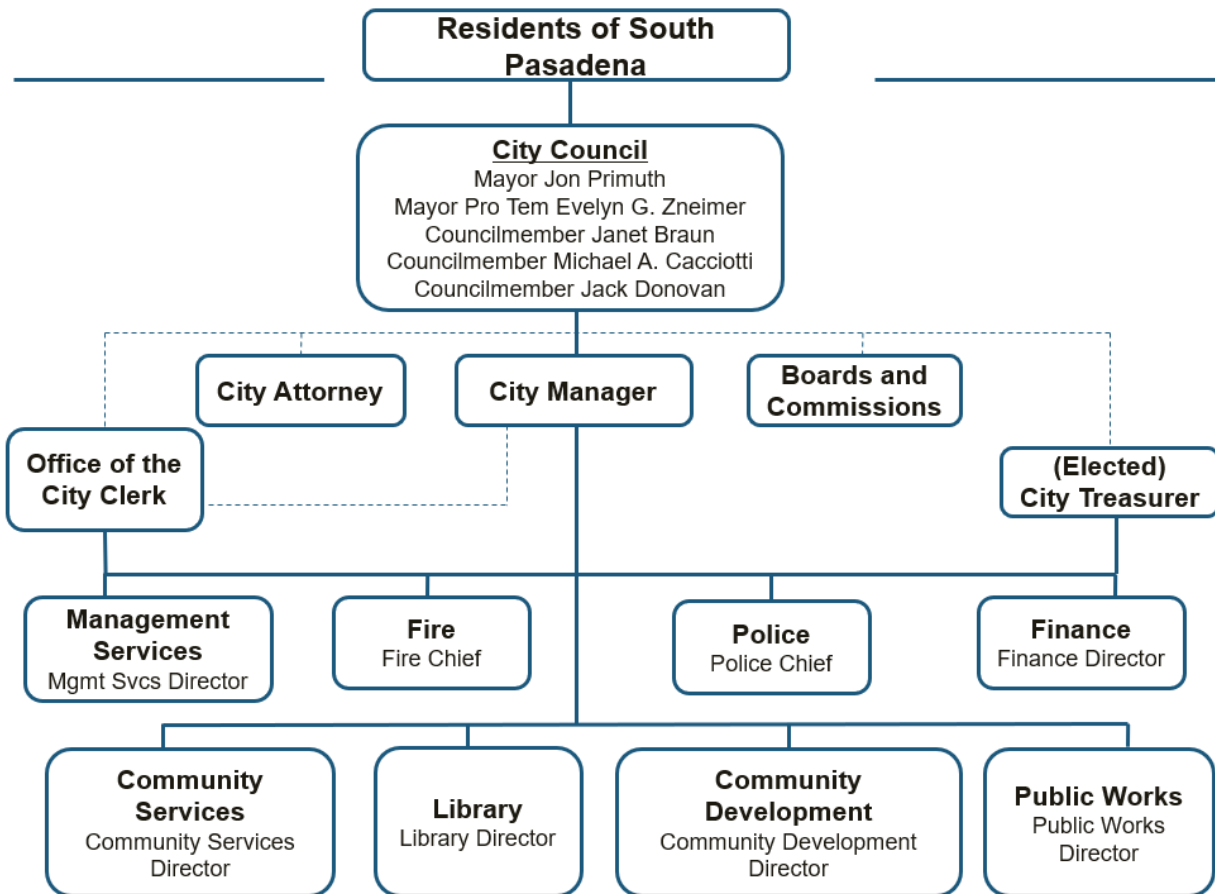 Residents of South
Pasadena
City Council
Mayor Jon Primuth
Mayor Pro Tem Evelyn G. Zneimer
Councilmember Janet Braun
Councilmember Michael A. Cacciotti
Councilmember Jack Donovan
City Attorney
City Manager
Boards and
Commissions
Office of the
City Clerk
(Elected)
City Treasurer
Management
Services
Mgmt Svcs Director
Fire
Fire Chief
Police
Police Chief
Finance
Finance Director
Community
Services
Community Services
Director
Library
Library Director
Community
Development
Community Development
Director
Public Works
Public Works
Director